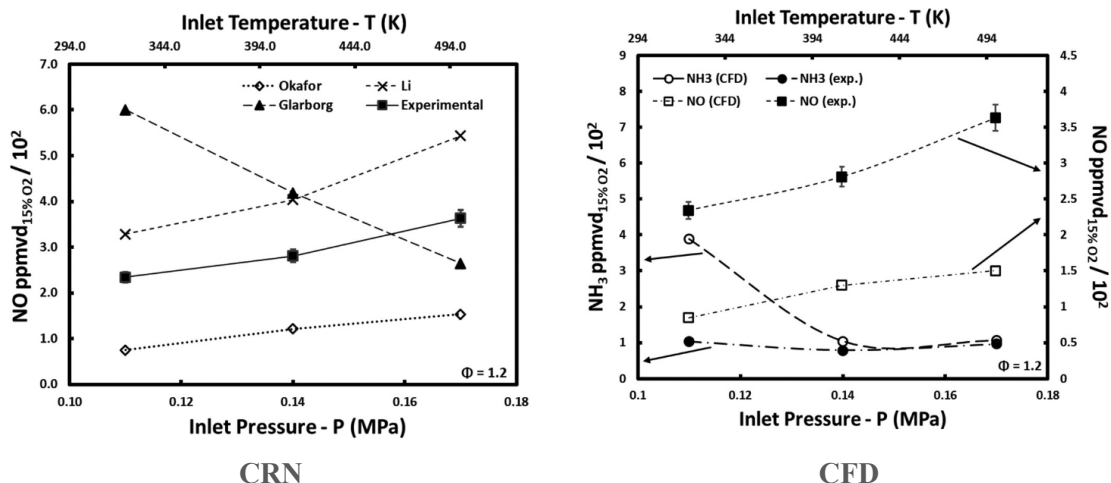 Inlet Temperature - T (K)
294.0 344.0 394.0 444.0 494.0
7.0
6.0
5.0
4.0
3.0
2.0
1.0
0.0
NO ppmvd15% O2 / 10²
Okafor Li
Glarborg Experimental
Φ = 1.2
0.10 0.12 0.14 0.16 0.18
Inlet Pressure - P (MPa)
CRN
Inlet Temperature - T (K)
294 344 394 444 494
9
8
7
6
5
4
3
2
1
0
NH3 ppmvd15% O2 / 10²
NH3 (CFD) NH3 (exp.)
NO (CFD) NO (exp.)
4.5
4
3.5
3
2.5
2
1.5
1
0.5
0
NO ppmvd15% O2 / 10²
Φ = 1.2
0.1 0.12 0.14 0.16 0.18
Inlet Pressure - P (MPa)
CFD